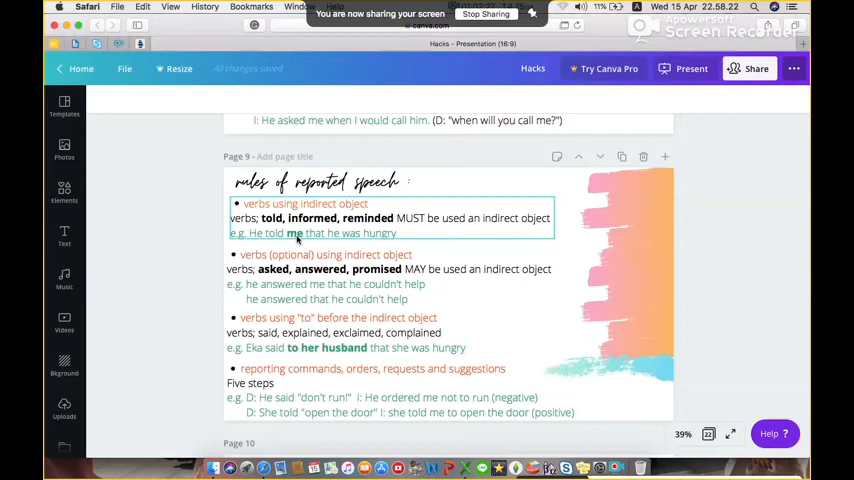 Safari File Edit View History Bookmarks Window
You are now sharing your screen Stop Sharing
11% Wed 15 Apr 22.58.22
canva.com
Apowersoft
Screen Recorder
Hacks - Presentation (16:9)
Home File Resize All changes saved Hacks Try Canva Pro Present Share
Templates
Photos
Elements
Text
Music
Videos
Bkground
Uploads
I: He asked me when I would call him. (D: "when will you call me?")
Page 9 - Add page title
rules of reported speech :
• verbs using indirect object
verbs; told, informed, reminded MUST be used an indirect object
e.g. He told me that he was hungry
• verbs (optional) using indirect object
verbs; asked, answered, promised MAY be used an indirect object
e.g. he answered me that he couldn't help
he answered that he couldn't help
• verbs using "to" before the indirect object
verbs; said, explained, exclaimed, complained
e.g. Eka said to her husband that she was hungry
• reporting commands, orders, requests and suggestions
Five steps
e.g. D: He said "don't run!" I: He ordered me not to run (negative)
D: She told "open the door" I: she told me to open the door (positive)
Page 10
39% 22 Help ?